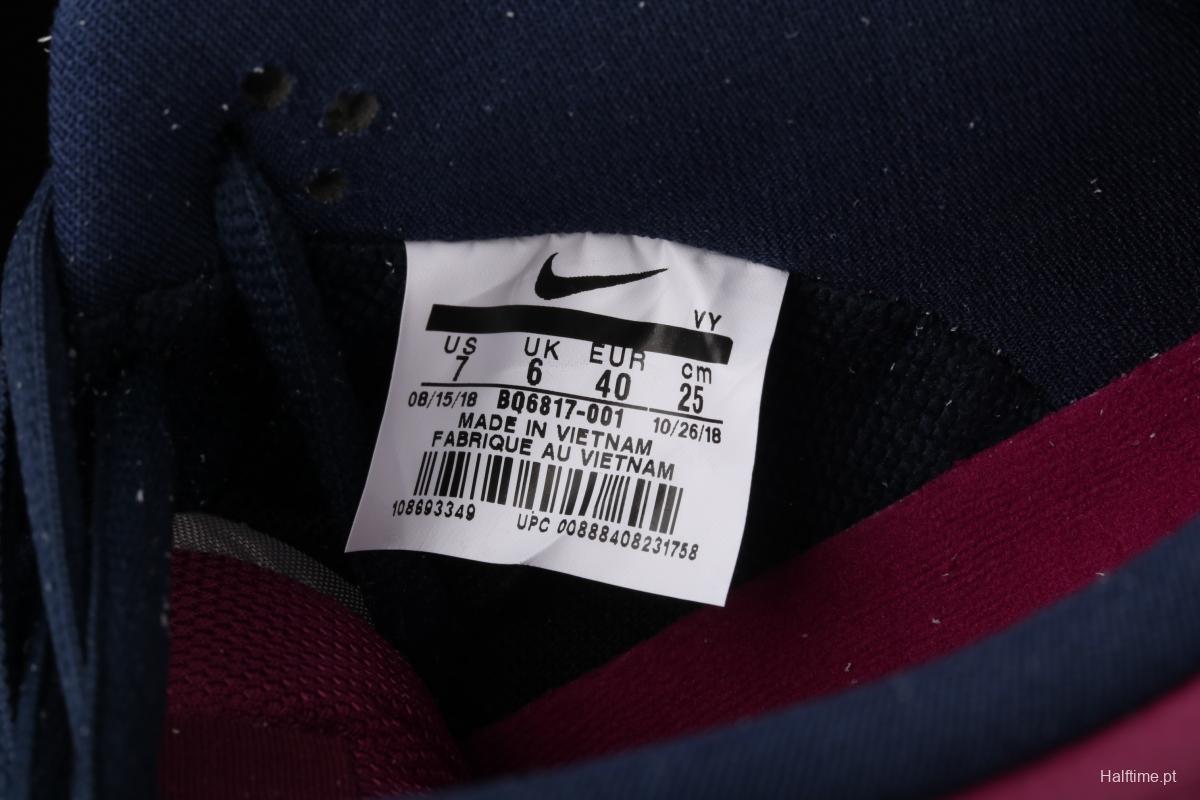 VY
US UK EUR cm
7 6 40 25
08/15/18 BQ6817-001 10/26/18
MADE IN VIETNAM
FABRIQUE AU VIETNAM
108693349 UPC 00888408231758
Halftime.pt